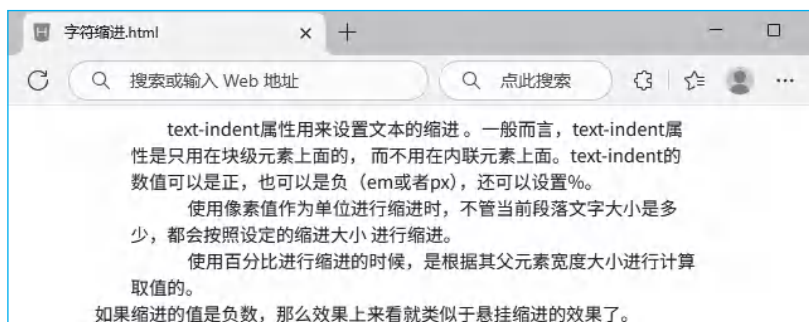 字符缩进.html
搜索或输入 Web 地址 点此搜索
text-indent属性用来设置文本的缩进。一般而言，text-indent属
性是只用在块级元素上面的， 而不用在内联元素上面。text-indent的
数值可以是正，也可以是负（em或者px），还可以设置%。
使用像素值作为单位进行缩进时，不管当前段落文字大小是多
少，都会按照设定的缩进大小 进行缩进。
使用百分比进行缩进的时候，是根据其父元素宽度大小进行计算
取值的。
如果缩进的值是负数，那么效果上来看就类似于悬挂缩进的效果了。